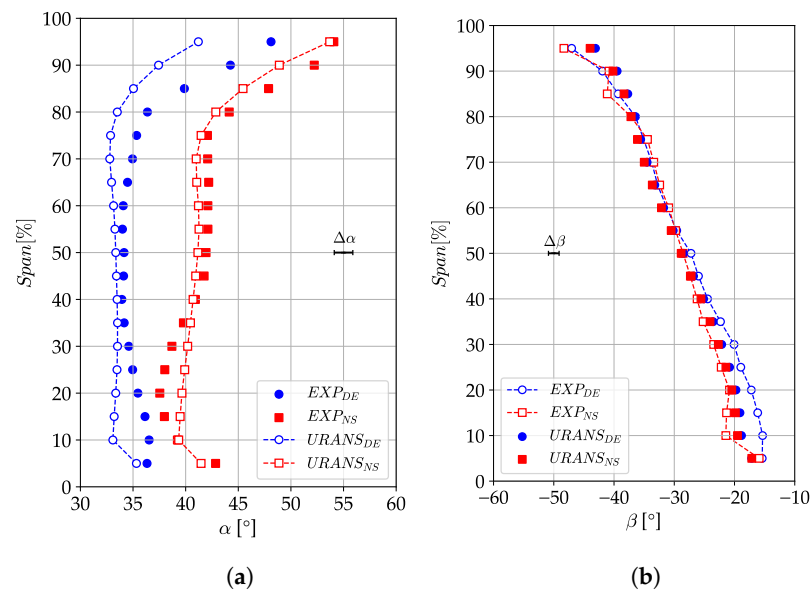 100
90
80
70
60
50
40
30
20
10
0
Span[%]
Δα
EXP_DE
EXP_NS
URANS_DE
URANS_NS
30 35 40 45 50 55 60
α [°]
(a)
100
90
80
70
60
50
40
30
20
10
0
Span[%]
Δβ
EXP_DE
EXP_NS
URANS_DE
URANS_NS
−60 −50 −40 −30 −20 −10
β [°]
(b)